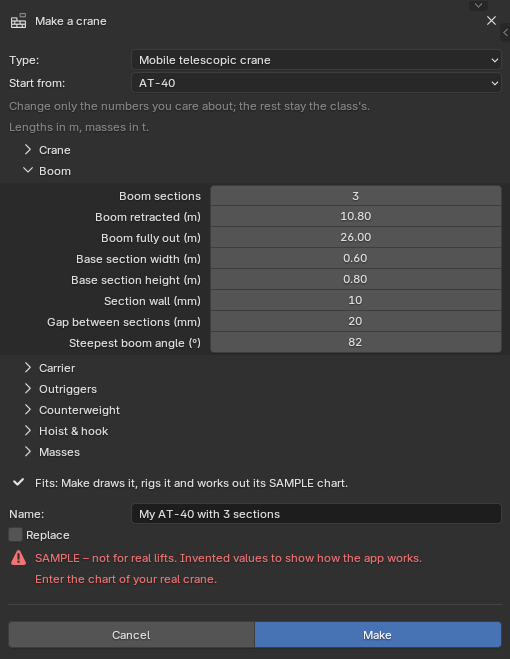 Make a crane
Type: Mobile telescopic crane
Start from: AT-40
Change only the numbers you care about; the rest stay the class's.
Lengths in m, masses in t.
Crane
Boom
Boom sections 3
Boom retracted (m) 10.80
Boom fully out (m) 26.00
Base section width (m) 0.60
Base section height (m) 0.80
Section wall (mm) 10
Gap between sections (mm) 20
Steepest boom angle (º) 82
Carrier
Outriggers
Counterweight
Hoist & hook
Masses
Fits: Make draws it, rigs it and works out its SAMPLE chart.
Name: My AT-40 with 3 sections
Replace
SAMPLE – not for real lifts. Invented values to show how the app works.
Enter the chart of your real crane.
Cancel Make